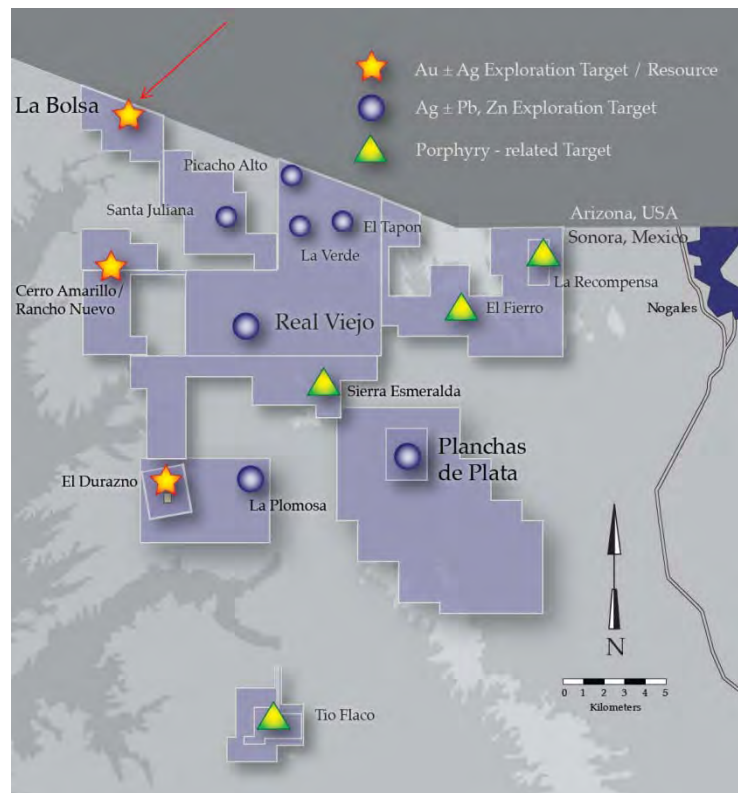 Au ± Ag Exploration Target / Resource
La Bolsa
Ag ± Pb, Zn Exploration Target
Porphyry - related Target
Picacho Alto
Santa Juliana
El Tapon
La Verde
Arizona, USA
Sonora, Mexico
La Recompensa
Cerro Amarillo/
Rancho Nuevo
El Fierro
Nogales
Real Viejo
Sierra Esmeralda
Planchas
de Plata
El Durazno
La Plomosa
N
0 1 2 3 4 5
Kilometers
Tio Flaco